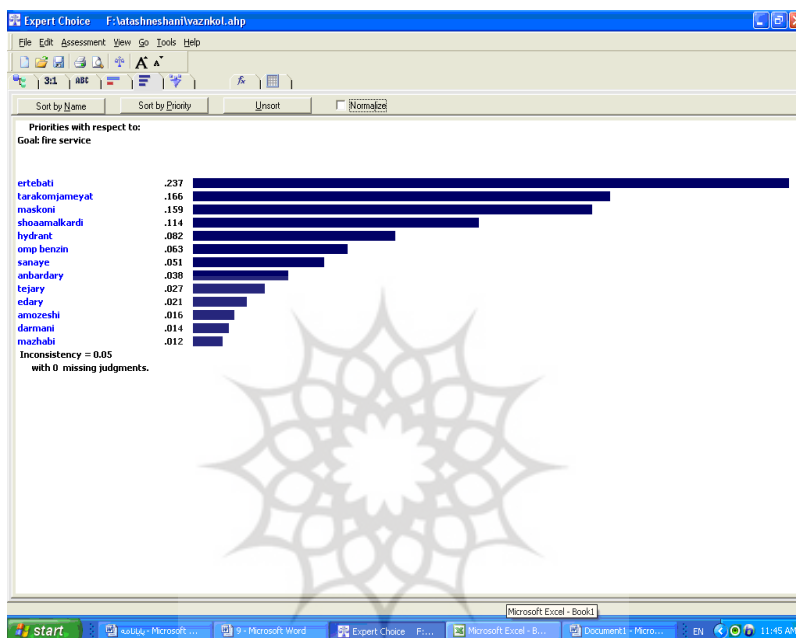 Expert Choice F:\atashneshani\vaznkol.ahp
File Edit Assessment View Go Tools Help
A A
3:1 ABC fx
Sort by Name Sort by Priority Unsort Normalize
Priorities with respect to:
Goal: fire service
ertebati .237
tarakomjameyat .166
maskoni .159
shoaamalkardi .114
hydrant .082
omp benzin .063
sanaye .051
anbardary .038
tejary .027
edary .021
amozeshi .016
darmani .014
mazhabi .012
Inconsistency = 0.05
with 0 missing judgments.
Microsoft Excel - Book1
start پایانامه - Microsoft ... 9 - Microsoft Word Expert Choice F:... Microsoft Excel - B... Document1 - Micro... EN 11:45 AM